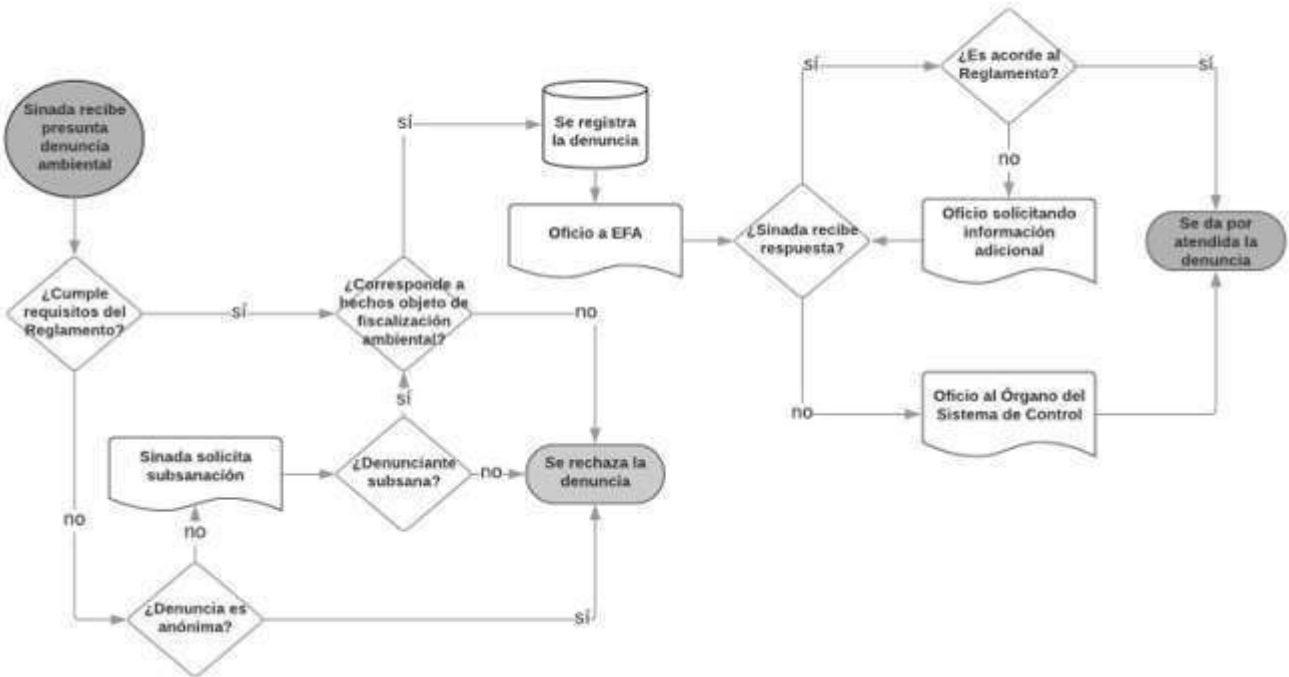 Sinada recibe
presunta
denuncia
ambiental
¿Cumple
requisitos del
Reglamento?
sí
no
¿Denuncia es
anónima?
no
sí
Sinada solicita
subsanación
¿Denunciante
subsana?
sí
no
¿Corresponde a
hechos objeto de
fiscalización
ambiental?
sí
no
Se rechaza la
denuncia
Se registra
la denuncia
Oficio a EFA
¿Sinada recibe
respuesta?
sí
no
¿Es acorde al
Reglamento?
sí
no
Oficio solicitando
información
adicional
Oficio al Órgano del
Sistema de Control
Se da por
atendida la
denuncia